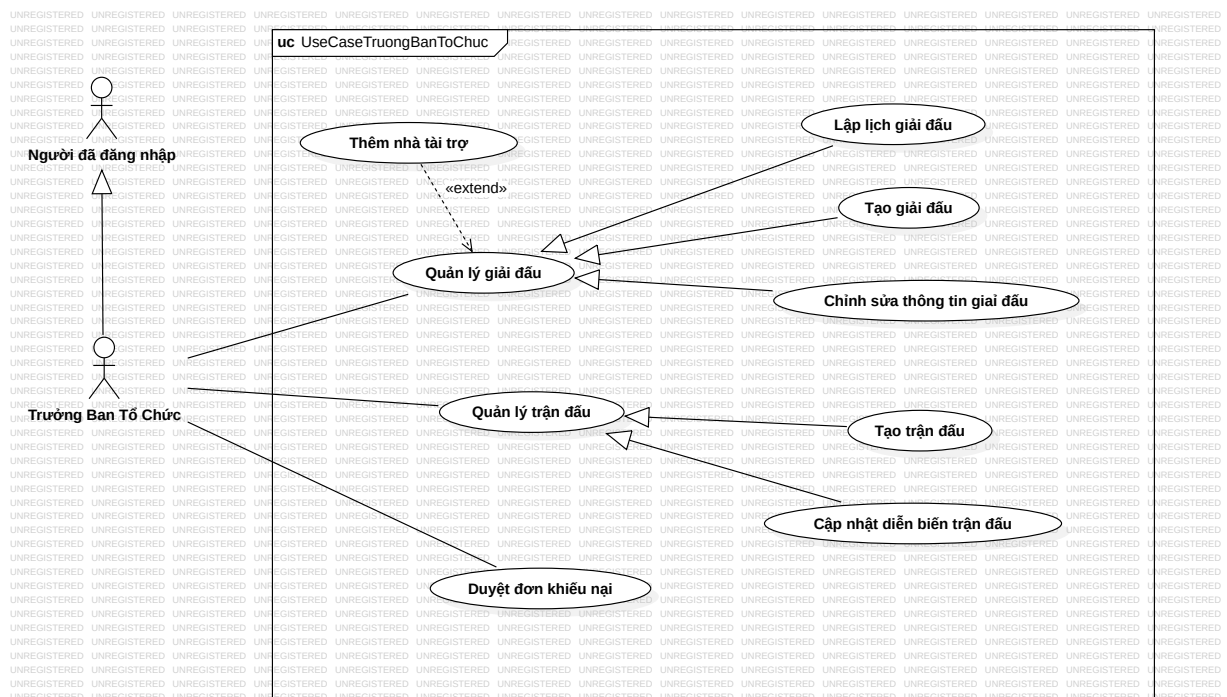 uc UseCaseTruongBanToChuc
Người đã đăng nhập
Thêm nhà tài trợ
«extend»
Lập lịch giải đấu
Tạo giải đấu
Quản lý giải đấu
Chỉnh sửa thông tin giai đấu
Trưởng Ban Tổ Chức
Quản lý trận đấu
Tạo trận đấu
Cập nhật diễn biến trận đấu
Duyệt đơn khiếu nại
UNREGISTERED